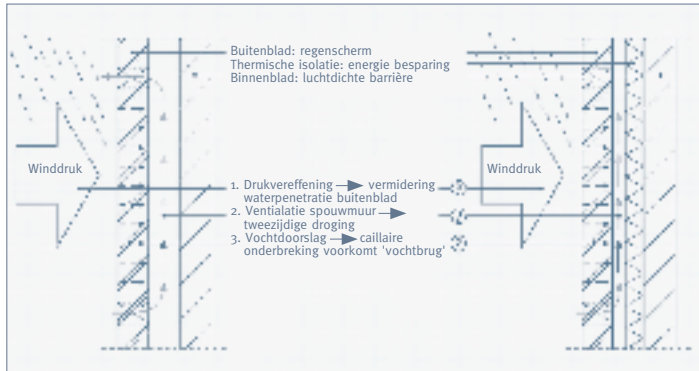 Buitenblad: regenscherm
Thermische isolatie: energie besparing
Binnenblad: luchtdichte barrière
Winddruk
Winddruk
1. Drukvereffening → vermidering
waterpenetratie buitenblad
2. Ventialatie spouwmuur →
tweezijdige droging
3. Vochtdoorslag → caillaire
onderbreking voorkomt 'vochtbrug'